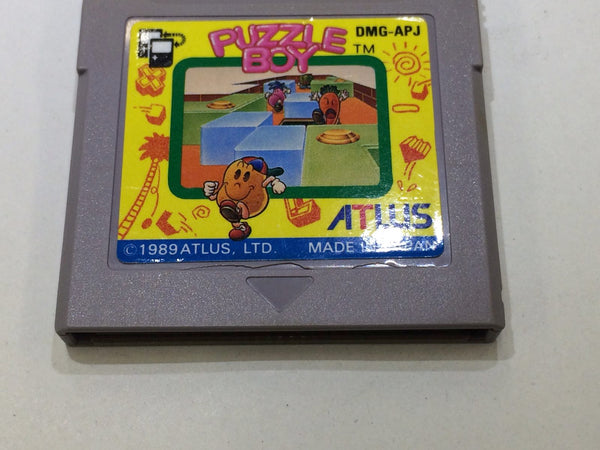 PUZZLE
BOY
TM
DMG-APJ
ATLUS
©1989 ATLUS, LTD. MADE IN JAPAN